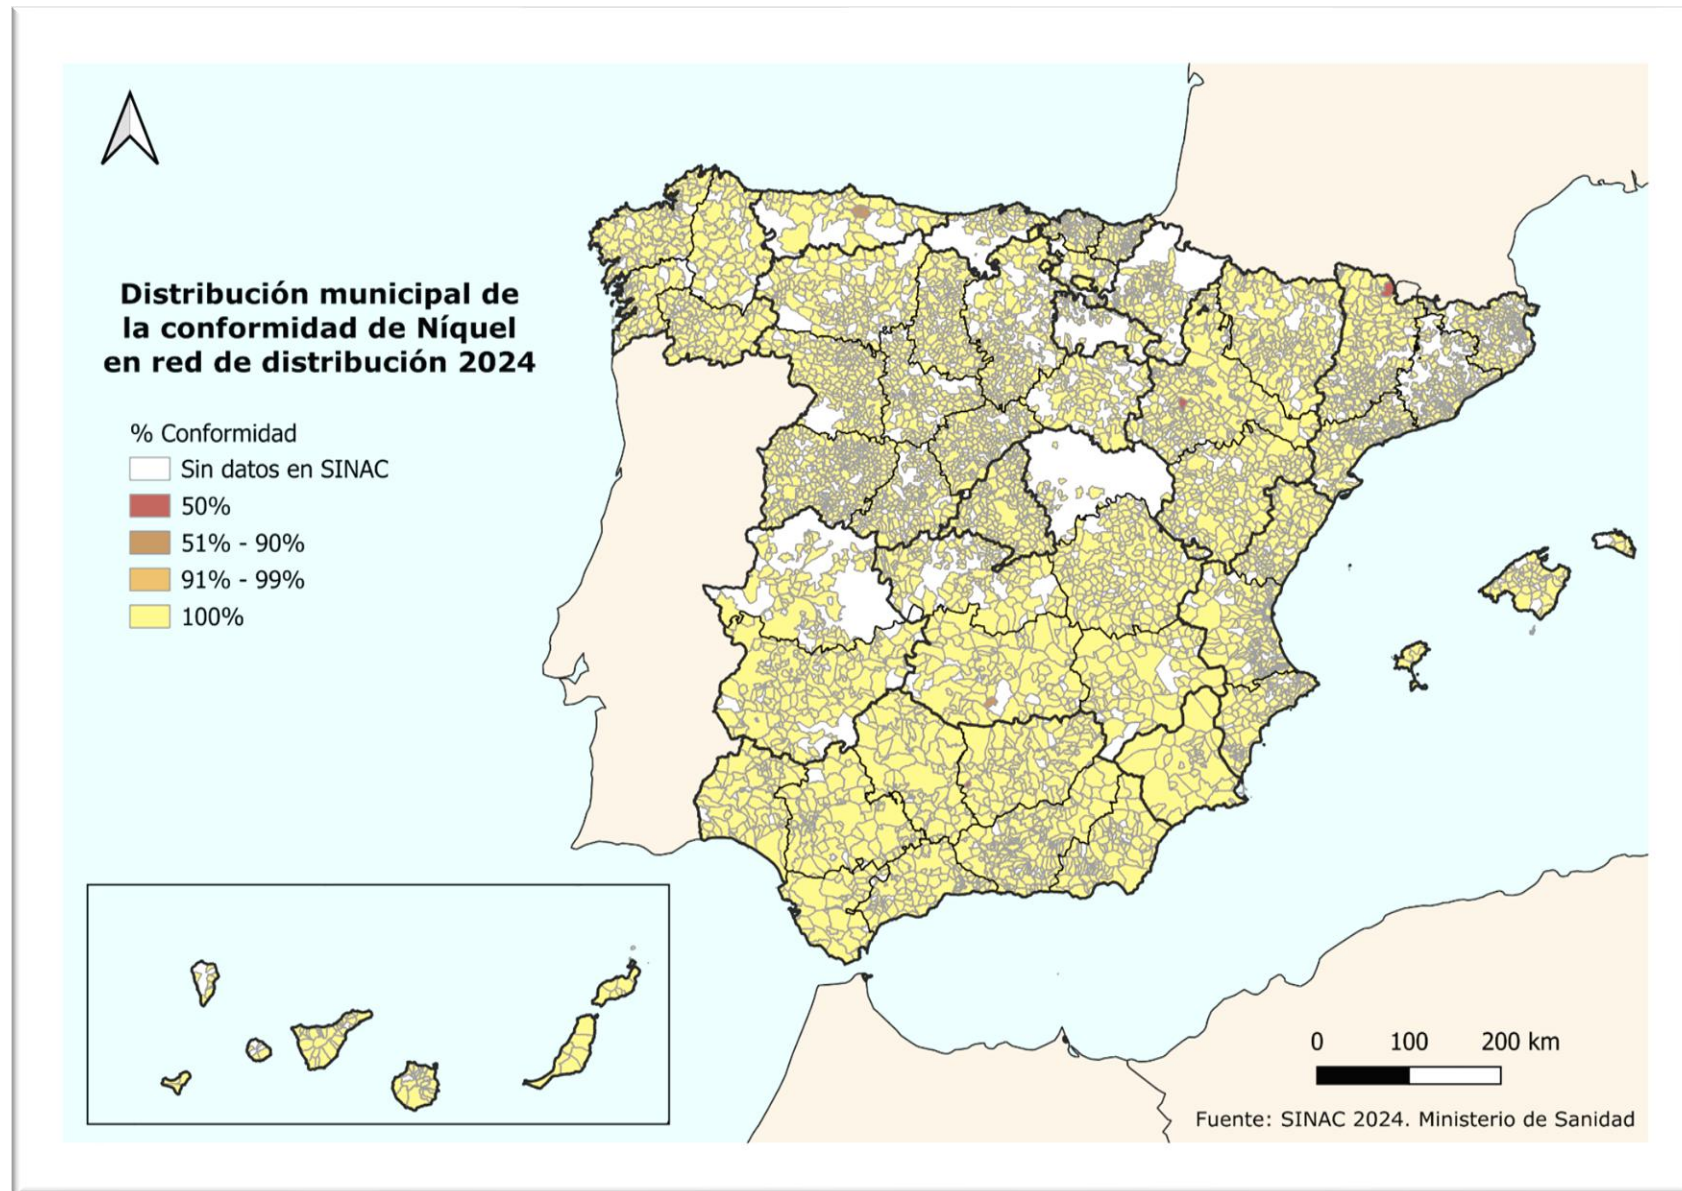 Distribución municipal de
la conformidad de Níquel
en red de distribución 2024
% Conformidad
Sin datos en SINAC
50%
51% - 90%
91% - 99%
100%
0 100 200 km
Fuente: SINAC 2024. Ministerio de Sanidad